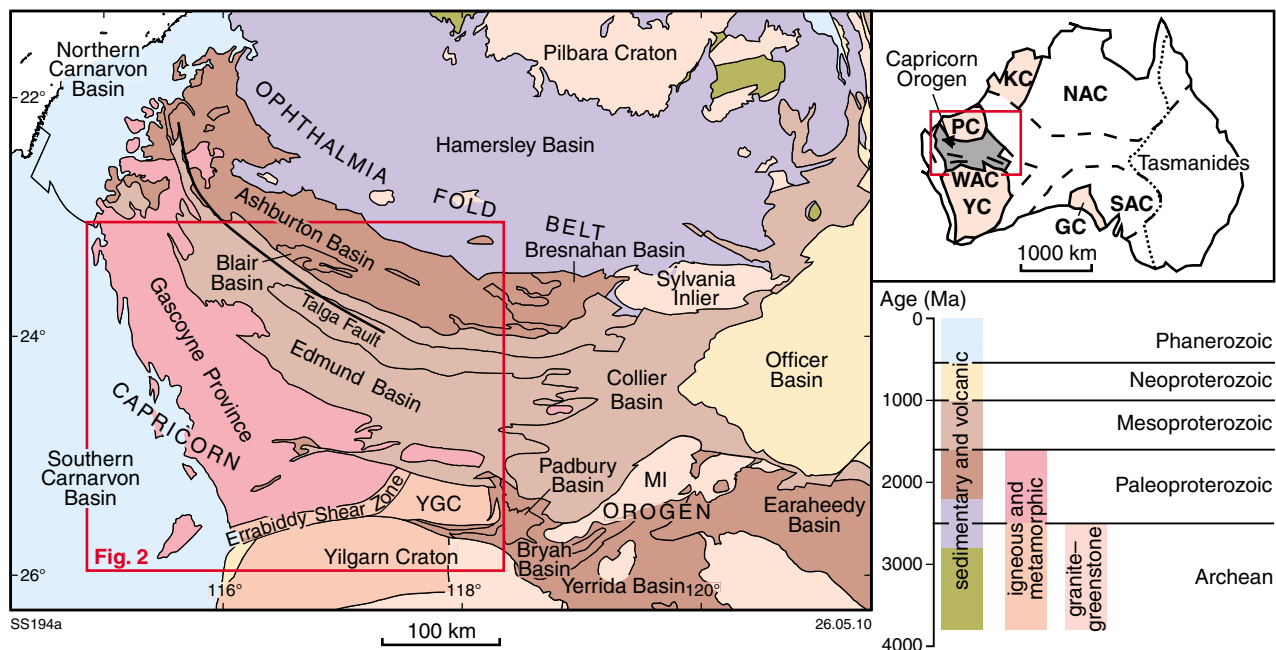 Northern
Carnarvon
Basin
Pilbara Craton
22°
OPHTHALMIA
FOLD
BELT
Hamersley Basin
Ashburton Basin
Bresnahan Basin
Blair
Basin
Sylvania
Inlier
Talga Fault
24°
Gascoyne Province
Edmund Basin
Collier
Basin
Officer
Basin
CAPRICORN
Southern
Carnarvon
Basin
Padbury
Basin
MI
YGC
OROGEN
Earaheedy
Basin
Errabiddy Shear Zone
Fig. 2
Yilgarn Craton
Bryah
Basin
Yerrida Basin
26°
116°
118°
120°
SS194a
100 km
26.05.10
Capricorn
Orogen
KC
NAC
PC
WAC
YC
Tasmanides
SAC
GC
1000 km
Age (Ma)
0
1000
2000
3000
4000
sedimentary and volcanic
igneous and
metamorphic
granite–
greenstone
Phanerozoic
Neoproterozoic
Mesoproterozoic
Paleoproterozoic
Archean